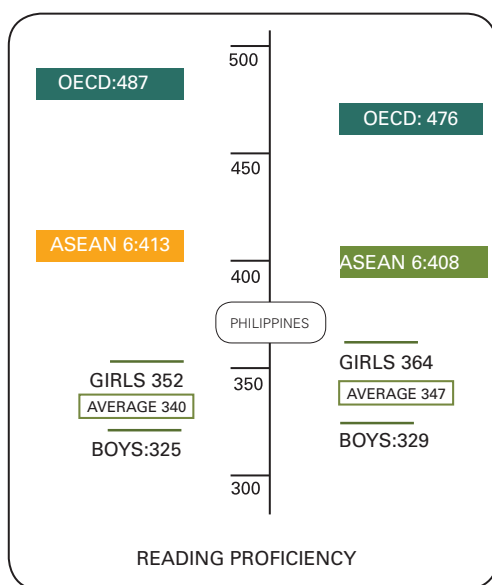 500
OECD:487
OECD: 476
450
ASEAN 6:413
ASEAN 6:408
400
PHILIPPINES
GIRLS 352
350
GIRLS 364
AVERAGE 340
AVERAGE 347
BOYS:325
BOYS:329
300
READING PROFICIENCY